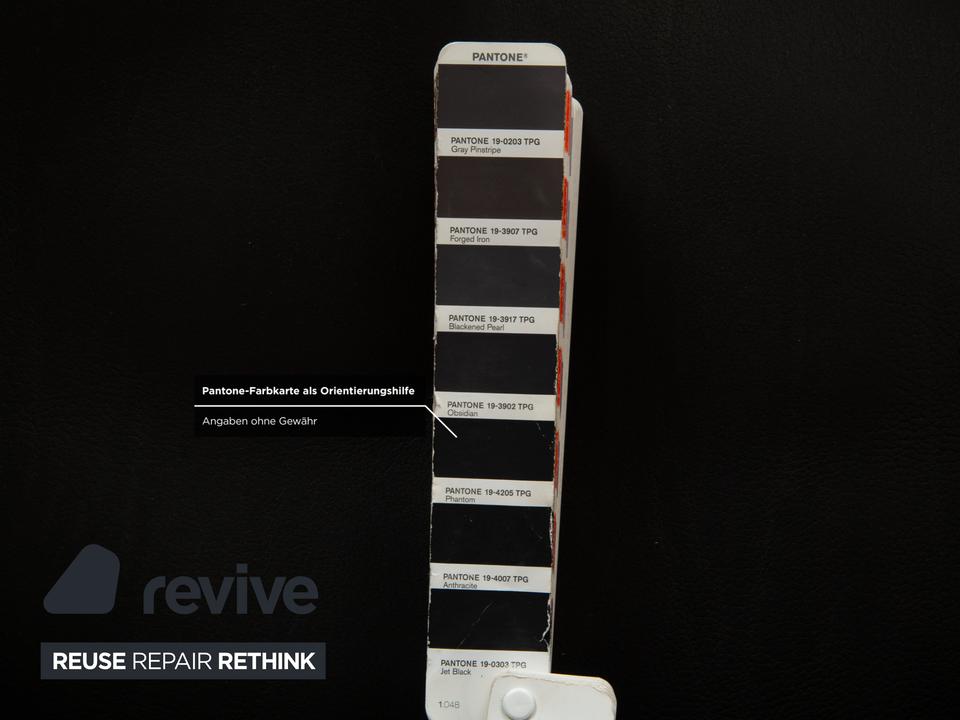 PANTONE®
PANTONE 19-0203 TPG
Gray Pinstripe
PANTONE 19-3907 TPG
Forged Iron
PANTONE 19-3917 TPG
Blackened Pearl
PANTONE 19-3902 TPG
Obsidian
PANTONE 19-4205 TPG
Phantom
PANTONE 19-4007 TPG
Anthracite
PANTONE 19-0303 TPG
Jet Black
1.048
Pantone-Farbkarte als Orientierungshilfe
Angaben ohne Gewähr
revive
REUSE REPAIR RETHINK